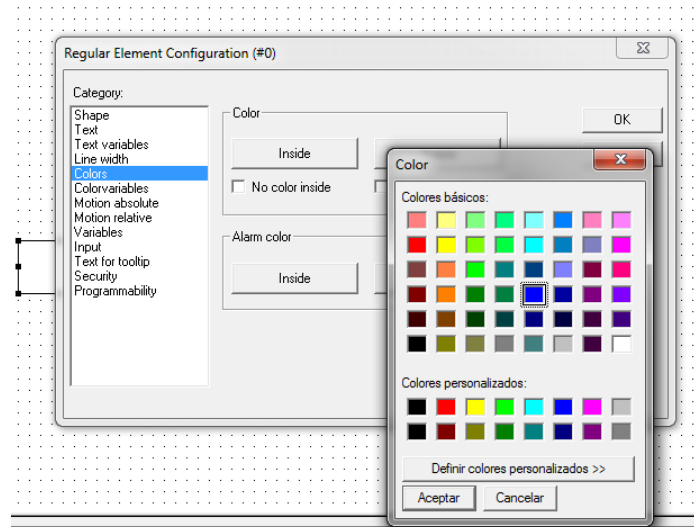 Regular Element Configuration (#0)
Category:
Shape
Text
Text variables
Line width
Colors
Colorvariables
Motion absolute
Motion relative
Variables
Input
Text for tooltip
Security
Programmability
Color
Inside
No color inside
Alarm color
Inside
OK
Color
Colores básicos:
Colores personalizados:
Definir colores personalizados >>
Aceptar Cancelar